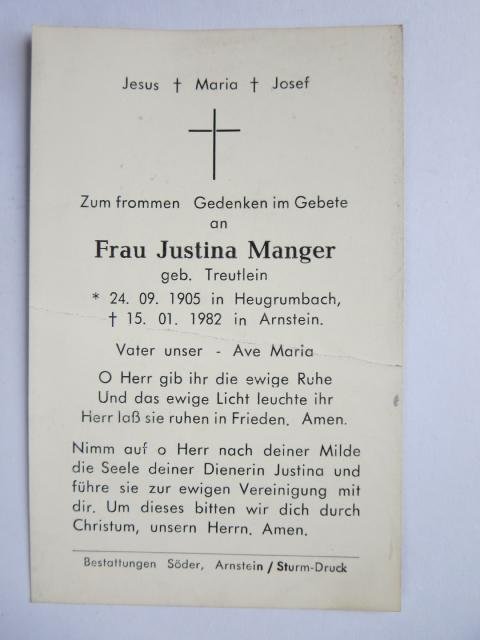 Jesus † Maria † Josef
Zum frommen Gedenken im Gebete
an
Frau Justina Manger
geb. Treutlein
* 24. 09. 1905 in Heugrumbach,
† 15. 01. 1982 in Arnstein.
Vater unser - Ave Maria
O Herr gib ihr die ewige Ruhe
Und das ewige Licht leuchte ihr
Herr laß sie ruhen in Frieden. Amen.
Nimm auf o Herr nach deiner Milde
die Seele deiner Dienerin Justina und
führe sie zur ewigen Vereinigung mit
dir. Um dieses bitten wir dich durch
Christum, unsern Herrn. Amen.
Bestattungen Söder, Arnstein / Sturm-Druck